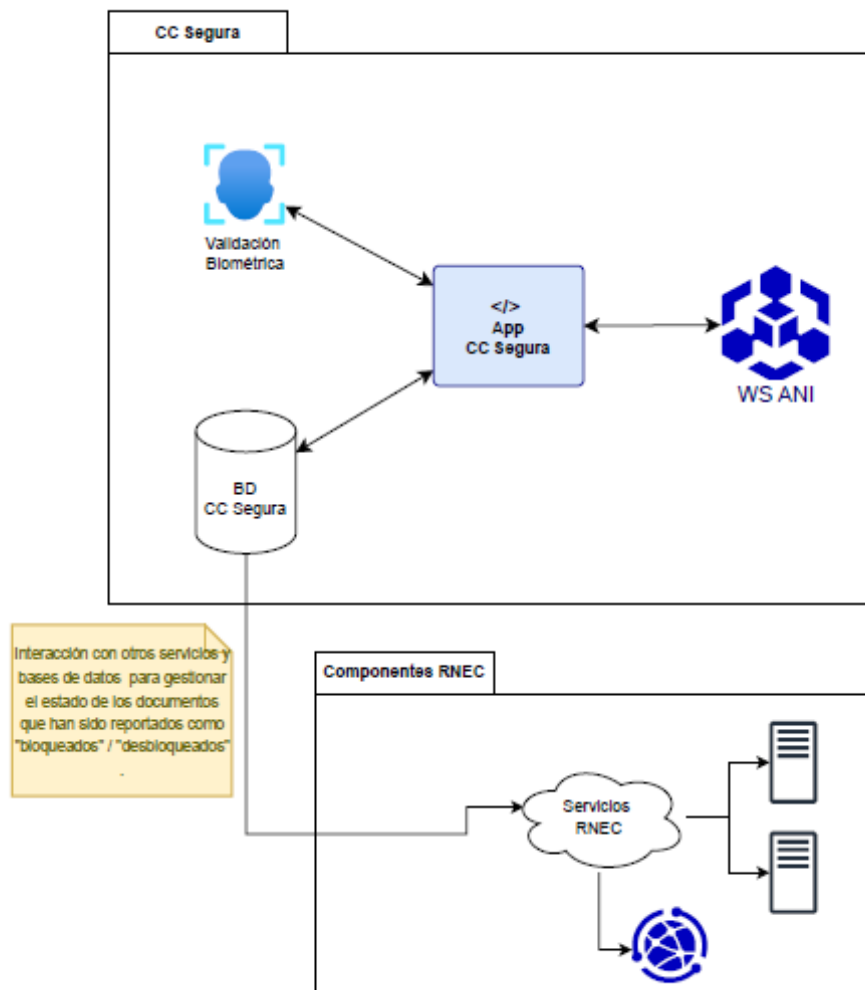 CC Segura
Validación
Biométrica
</>
App
CC Segura
WS ANI
BD
CC Segura
Interacción con otros servicios y
bases de datos para gestionar
el estado de los documentos
que han sido reportados como
"bloqueados" / "desbloqueados"
.
Componentes RNEC
Servicios
RNEC